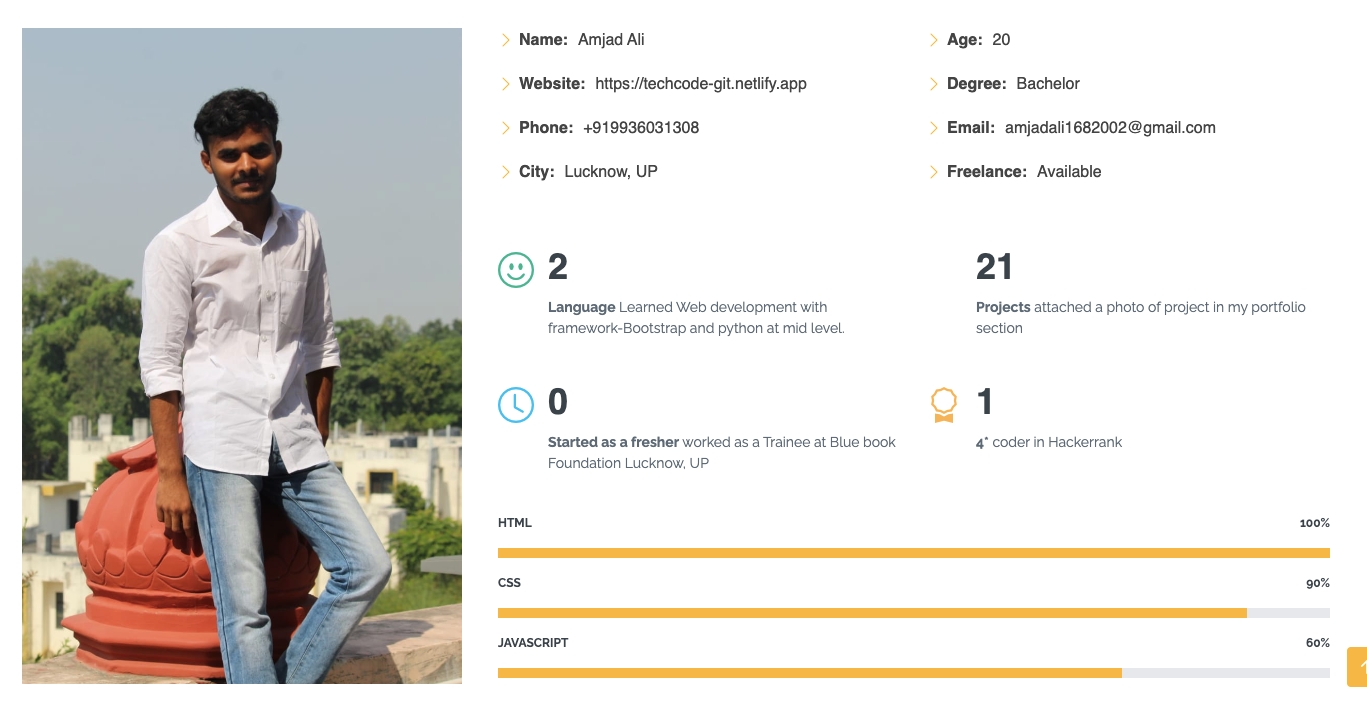 Name: Amjad Ali
Age: 20
Website: https://techcode-git.netlify.app
Degree: Bachelor
Phone: +919936031308
Email: amjadali1682002@gmail.com
City: Lucknow, UP
Freelance: Available
2
Language Learned Web development with
framework-Bootstrap and python at mid level.
21
Projects attached a photo of project in my portfolio
section
0
Started as a fresher worked as a Trainee at Blue book
Foundation Lucknow, UP
1
4* coder in Hackerrank
HTML 100%
CSS 90%
JAVASCRIPT 60%